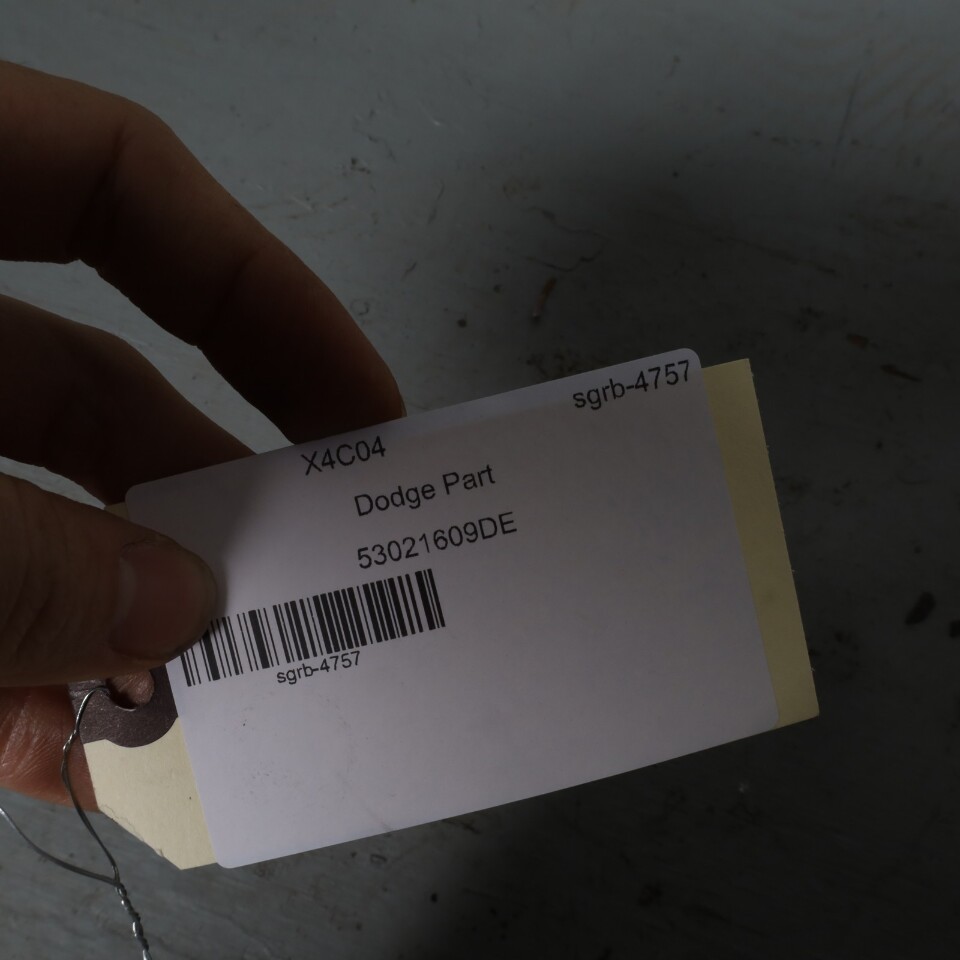 sgrb-4757
X4C04
Dodge Part
53021609DE
sgrb-4757